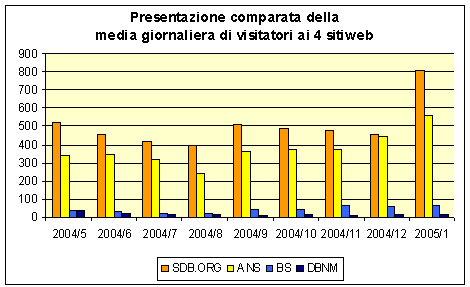 Presentazione comparata della
media giornaliera di visitatori ai 4 sitiweb
900
800
700
600
500
400
300
200
100
0
2004/5 2004/6 2004/7 2004/8 2004/9 2004/10 2004/11 2004/12 2005/1
SDB.ORG ANS BS DBNM